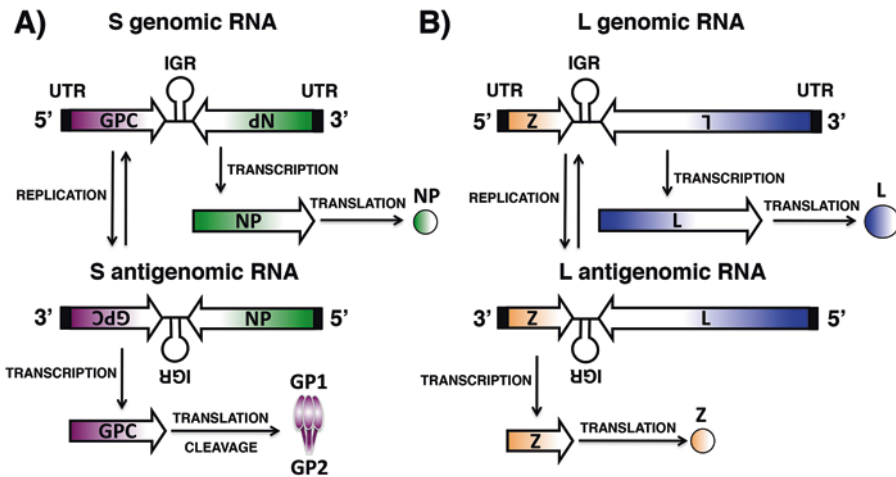 A) S genomic RNA
IGR
UTR UTR
5’ GPC NP 3’
REPLICATION
TRANSCRIPTION
NP TRANSLATION NP
S antigenomic RNA
3’ GPC NP 5’
IGR
TRANSCRIPTION
GPC TRANSLATION
CLEAVAGE
GP1
GP2
B) L genomic RNA
IGR
UTR UTR
5’ Z L 3’
REPLICATION
TRANSCRIPTION
L TRANSLATION L
L antigenomic RNA
3’ Z L 5’
IGR
TRANSCRIPTION
Z TRANSLATION Z